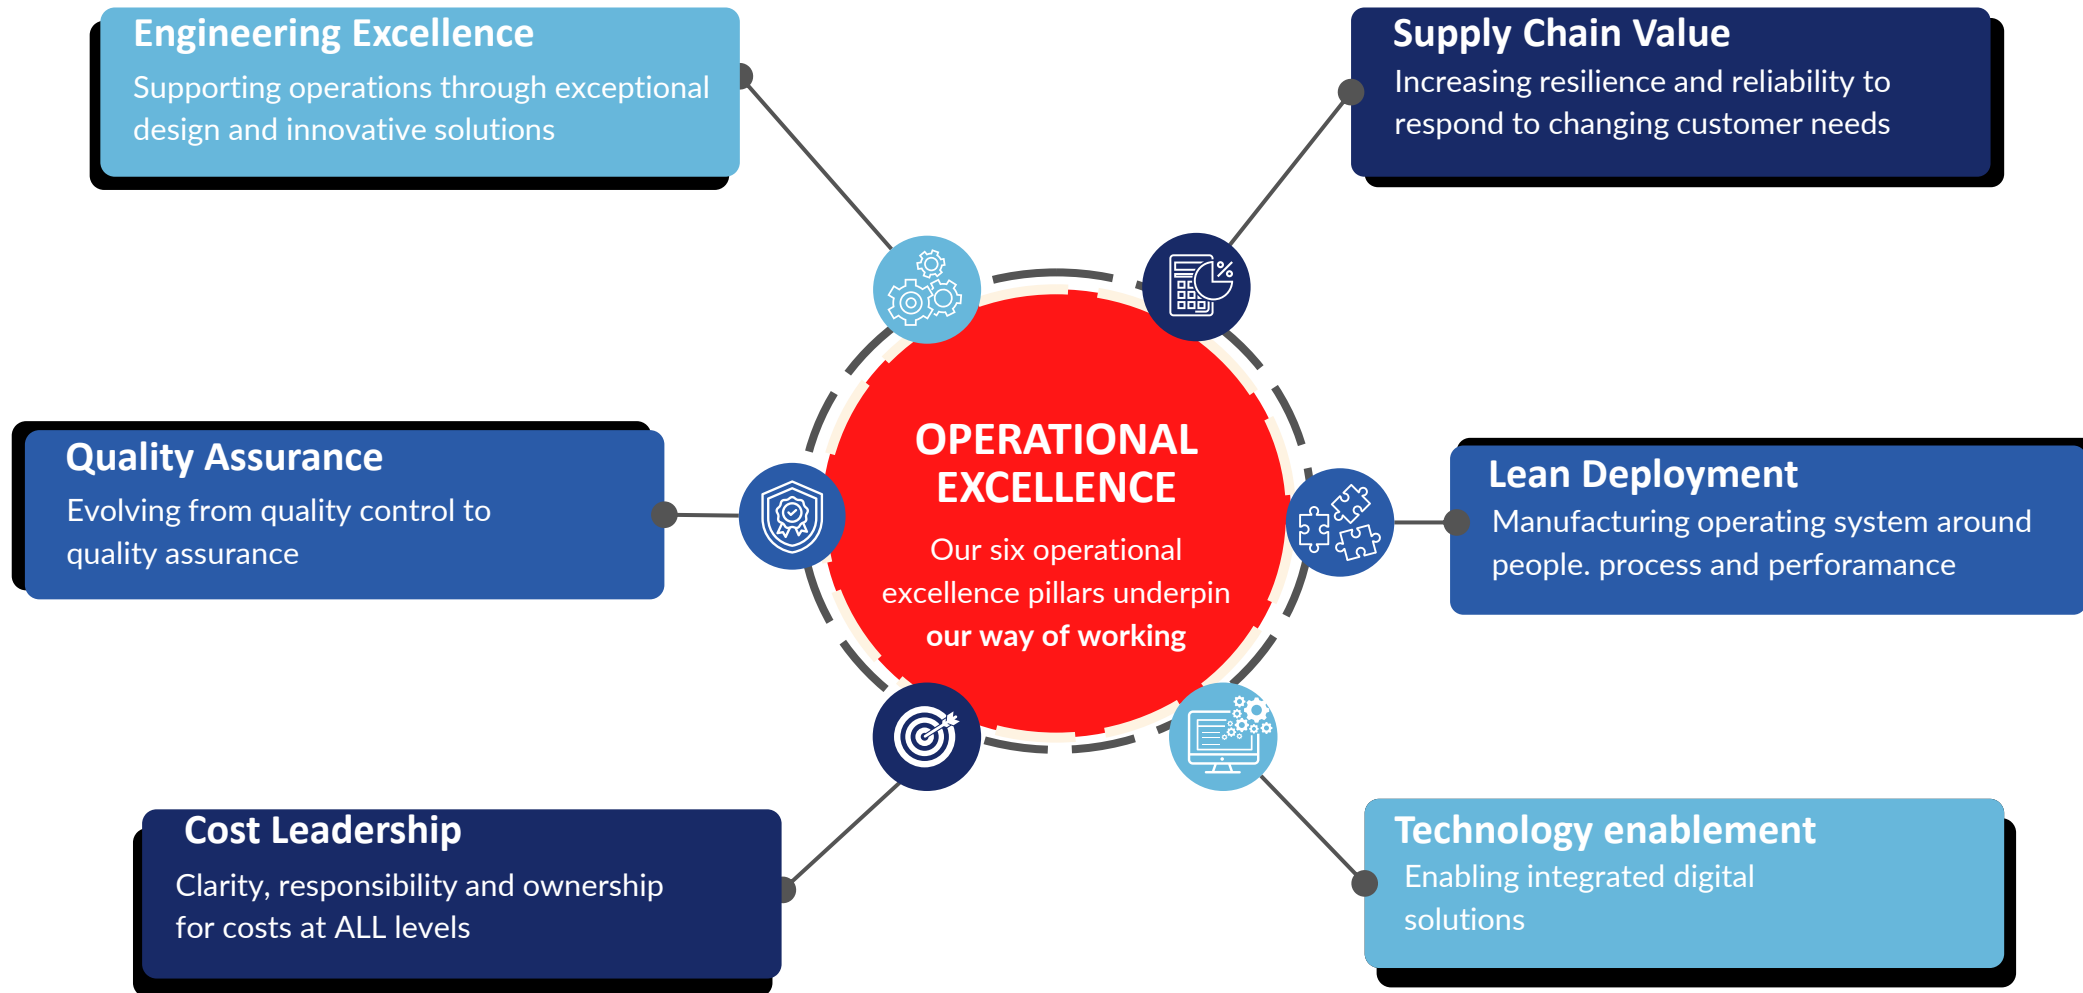 Engineering Excellence
Supporting operations through exceptional
design and innovative solutions
Supply Chain Value
Increasing resilience and reliability to
respond to changing customer needs
%
Quality Assurance
Evolving from quality control to
quality assurance
OPERATIONAL
EXCELLENCE
Our six operational
excellence pillars underpin
our way of working
Lean Deployment
Manufacturing operating system around
people. process and perforamance
Cost Leadership
Clarity, responsibility and ownership
for costs at ALL levels
Technology enablement
Enabling integrated digital
solutions